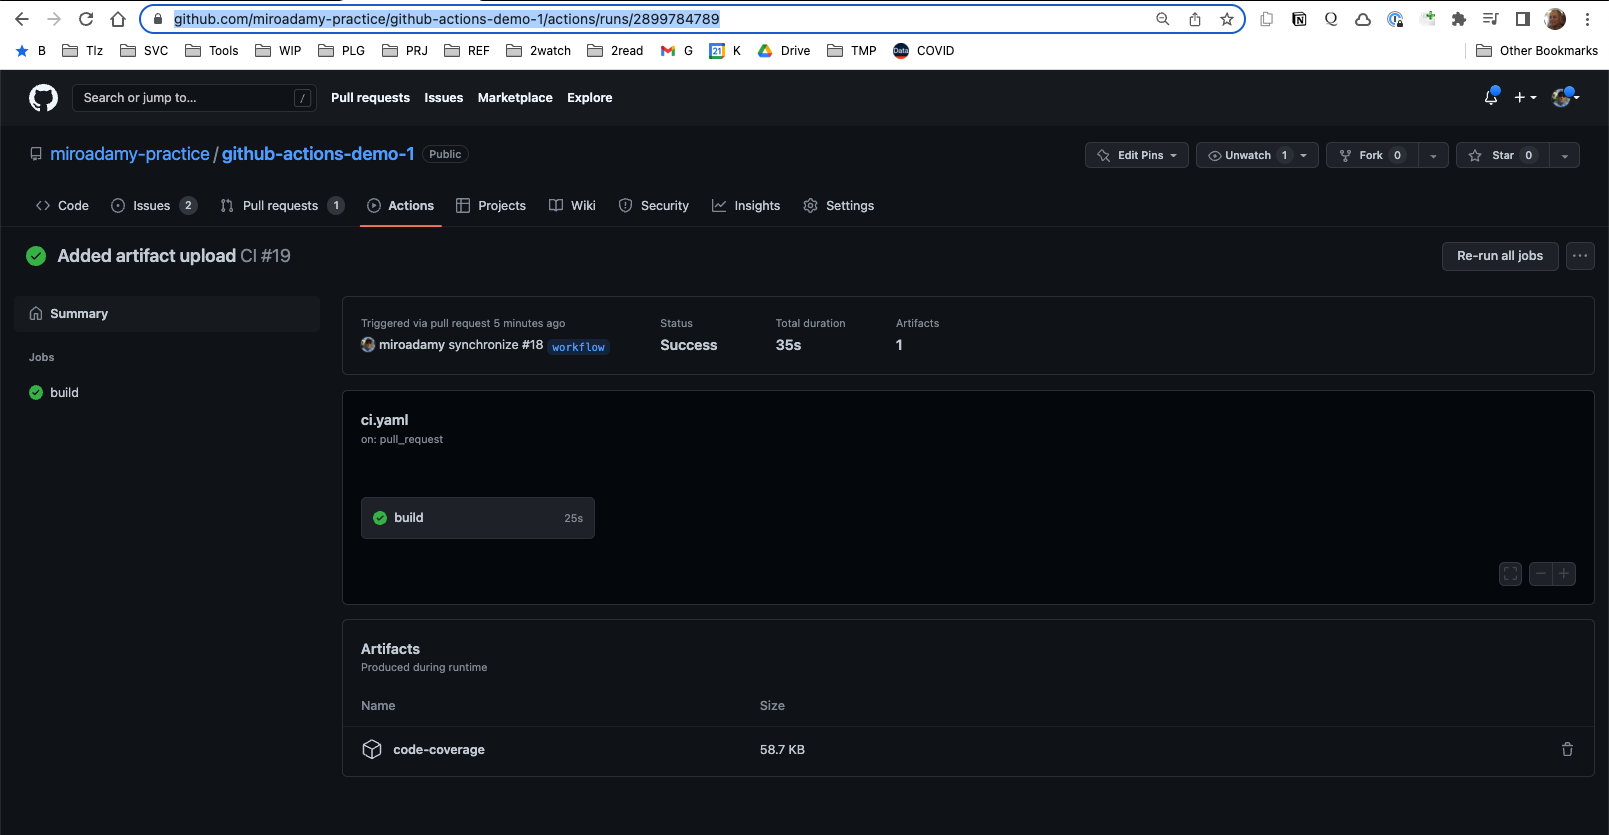 github.com/miroadamy-practice/github-actions-demo-1/actions/runs/2899784789
B TIz SVC Tools WIP PLG PRJ REF 2watch 2read G 21 K Drive TMP Data COVID Other Bookmarks
Search or jump to... / Pull requests Issues Marketplace Explore
miroadamy-practice / github-actions-demo-1 Public Edit Pins Unwatch 1 Fork 0 Star 0
Code Issues 2 Pull requests 1 Actions Projects Wiki Security Insights Settings
Added artifact upload CI #19 Re-run all jobs ...
Summary
Jobs
build
Triggered via pull request 5 minutes ago Status Total duration Artifacts
miroadamy synchronize #18 workflow Success 35s 1
ci.yaml
on: pull_request
build 25s
Artifacts
Produced during runtime
Name Size
code-coverage 58.7 KB